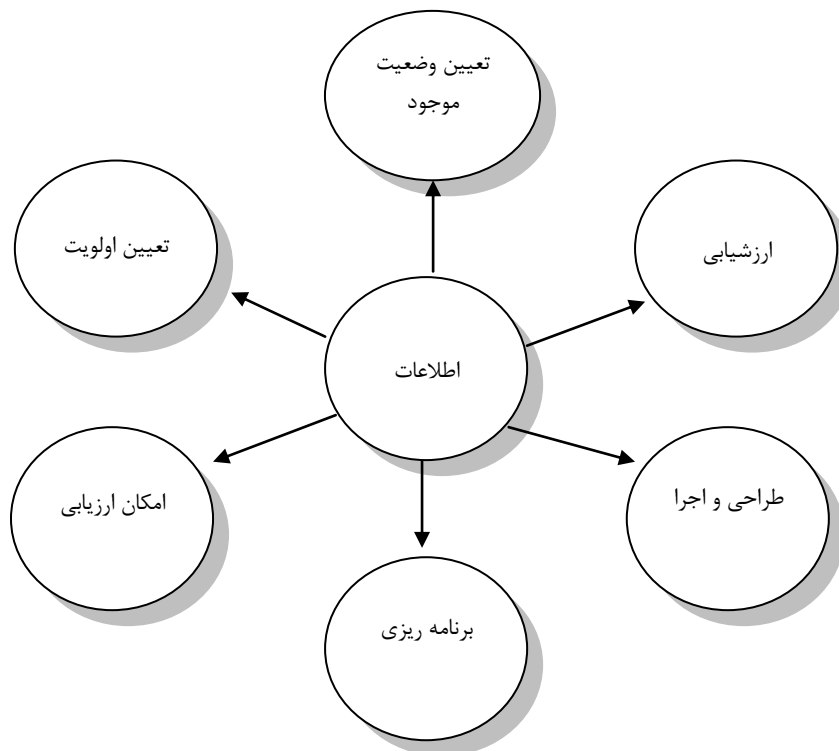 تعیین وضعیت
موجود
تعیین اولویت
ارزشیابی
اطلاعات
امکان ارزیابی
طراحی و اجرا
برنامه ریزی